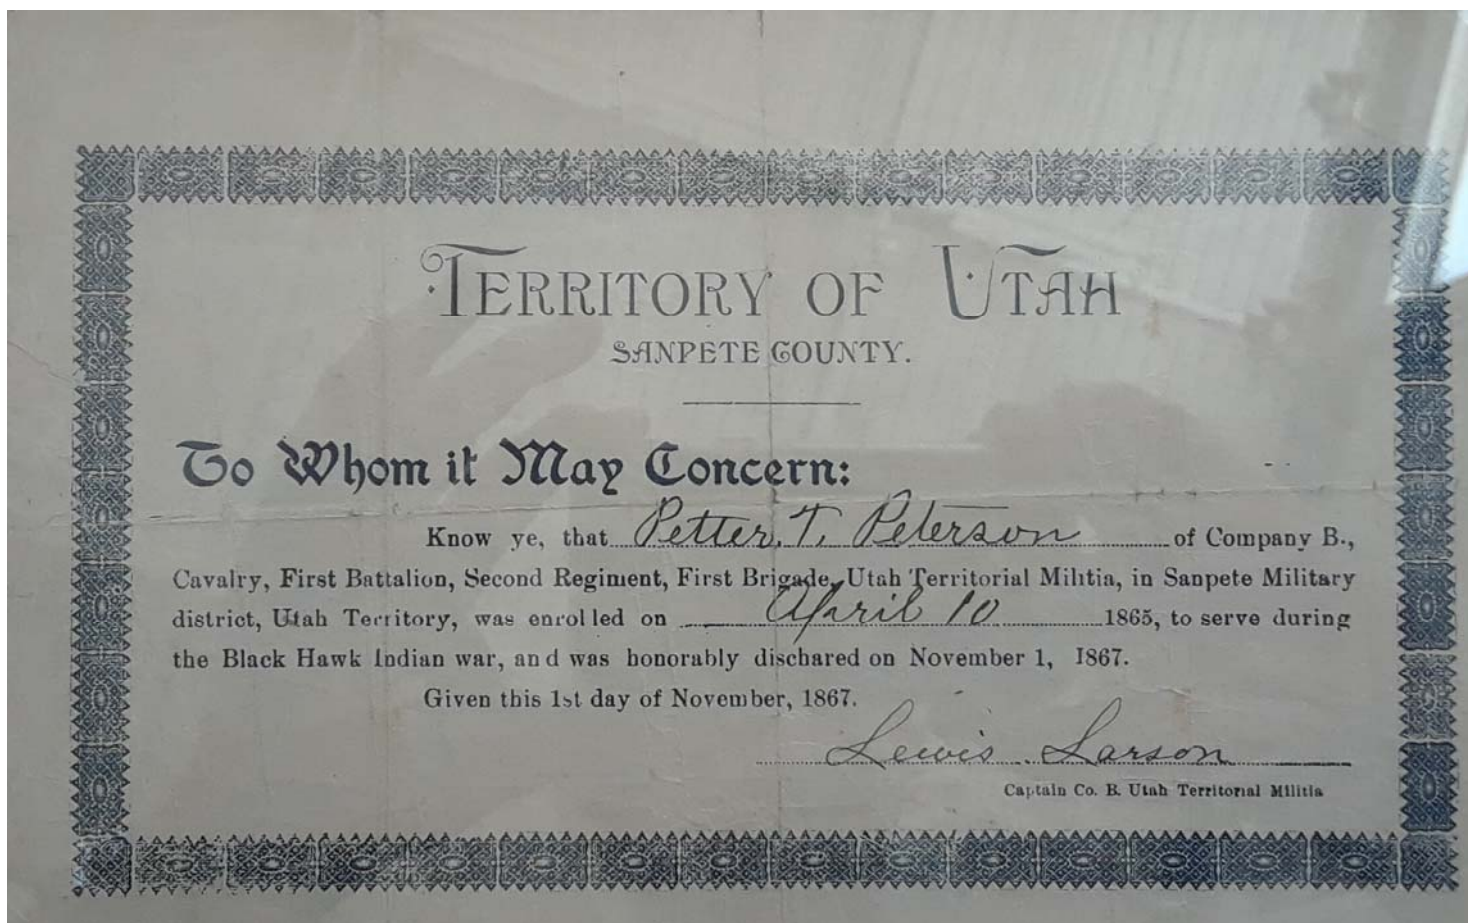 TERRITORY OF UTAH
SANPETE COUNTY.
To Whom it May Concern:
Know ye, that Petter. T. Peterson of Company B.,
Cavalry, First Battalion, Second Regiment, First Brigade, Utah Territorial Militia, in Sanpete Military
district, Utah Territory, was enrolled on April 10 1865, to serve during
the Black Hawk Indian war, and was honorably dischared on November 1, 1867.
Given this 1st day of November, 1867.
Lewis Larson
Captain Co. B. Utah Territorial Militia